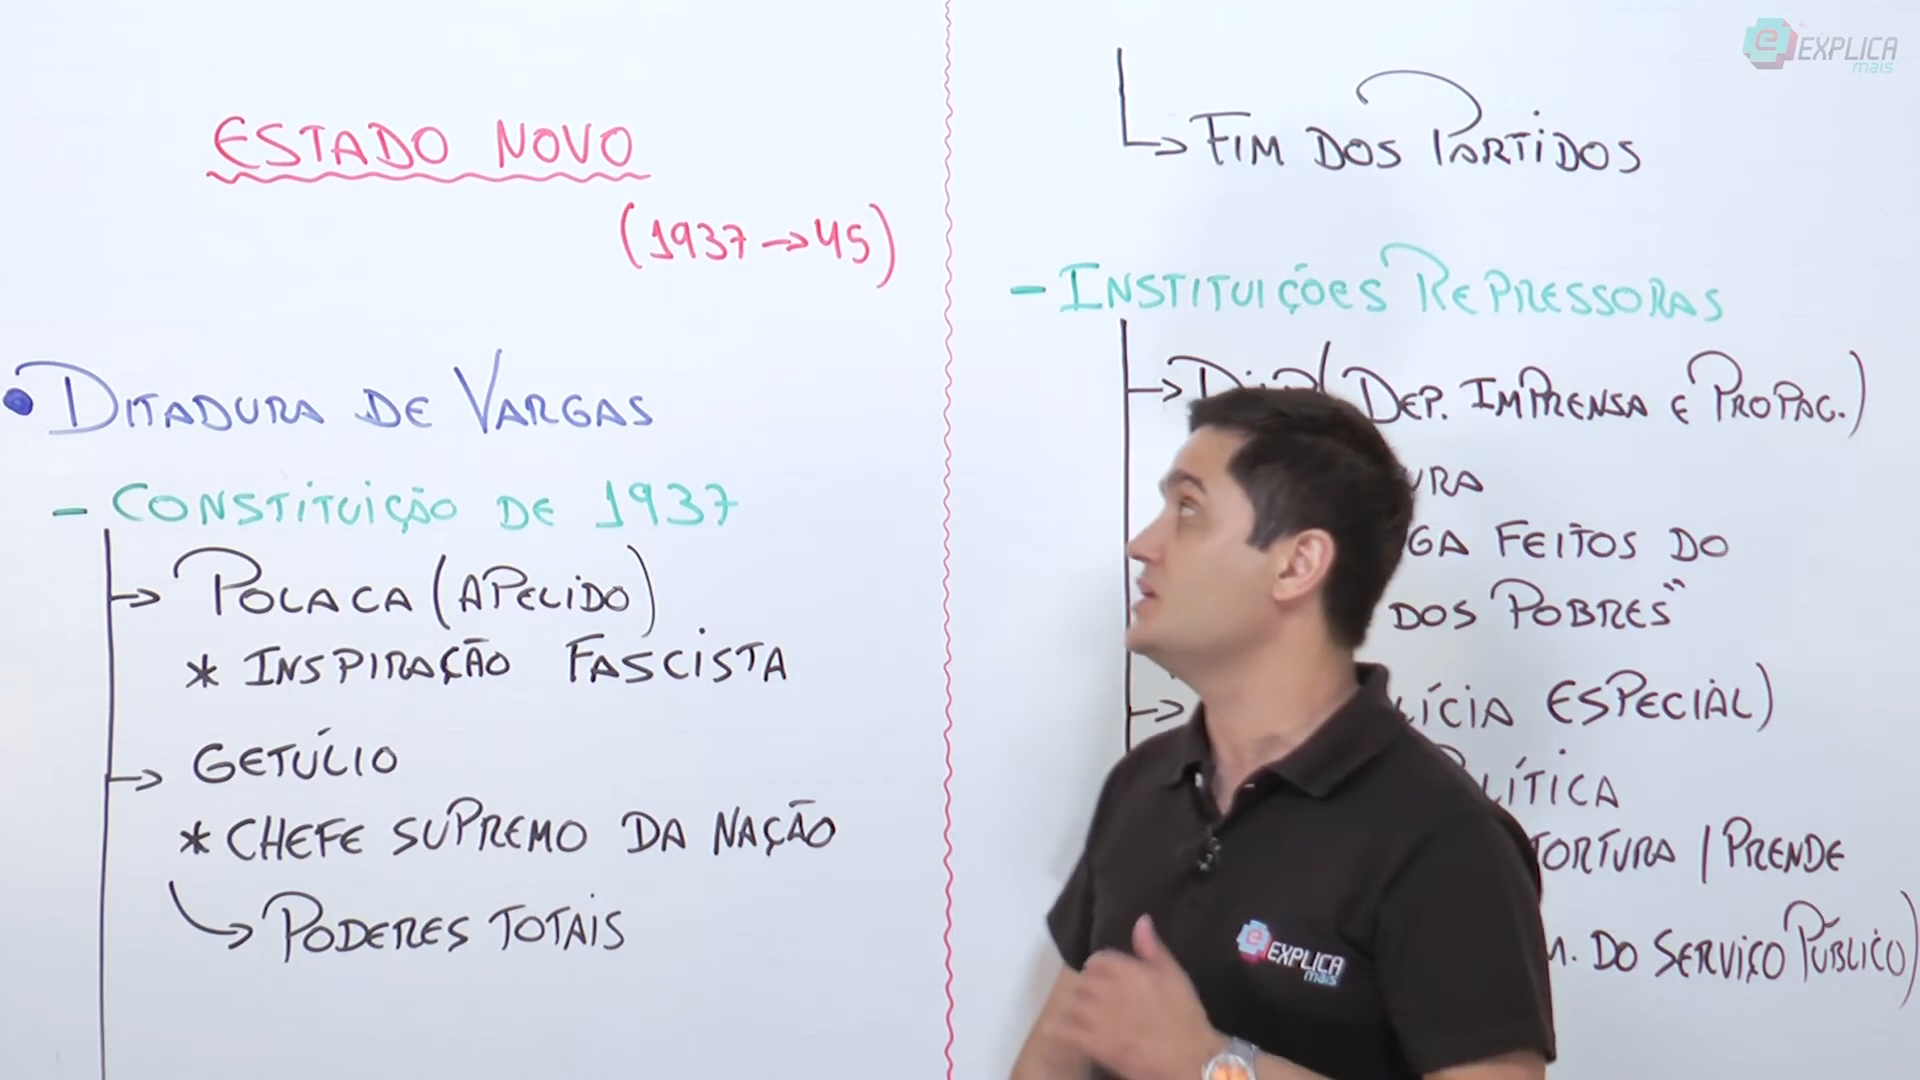 ESTADO NOVO
(1937→45)
• DITADURA DE VARGAS
- CONSTITUIÇÃO DE 1937
→ POLACA (APELIDO)
* INSPIRAÇÃO FASCISTA
→ GETÚLIO
* CHEFE SUPREMO DA NAÇÃO
→ PODERES TOTAIS
→ FIM DOS PARTIDOS
- INSTITUIÇÕES REPRESSORAS
→ DIP (DEP. IMPRENSA E PROPAG.)
URA
GA FEITOS DO
DOS POBRES"
→ LÍCIA ESPECIAL)
LÍTICA
TORTURA / PRENDE
M. DO SERVIÇO PÚBLICO)
e EXPLICA
mais
e EXPLICA
mais